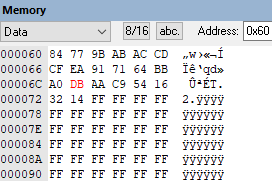 Memory
Data 8/16 abc. Address: 0x60
000060 84 77 9B AB AC CD „w›«¬Í
000066 CF EA 91 71 64 BB Ïê‘qd»
00006C A0 DB AA C9 54 16 ÛªÉT.
000072 32 14 FF FF FF FF 2.ÿÿÿÿ
000078 FF FF FF FF FF FF ÿÿÿÿÿÿ
00007E FF FF FF FF FF FF ÿÿÿÿÿÿ
000084 FF FF FF FF FF FF ÿÿÿÿÿÿ
00008A FF FF FF FF FF FF ÿÿÿÿÿÿ
000090 FF FF FF FF FF FF ÿÿÿÿÿÿ